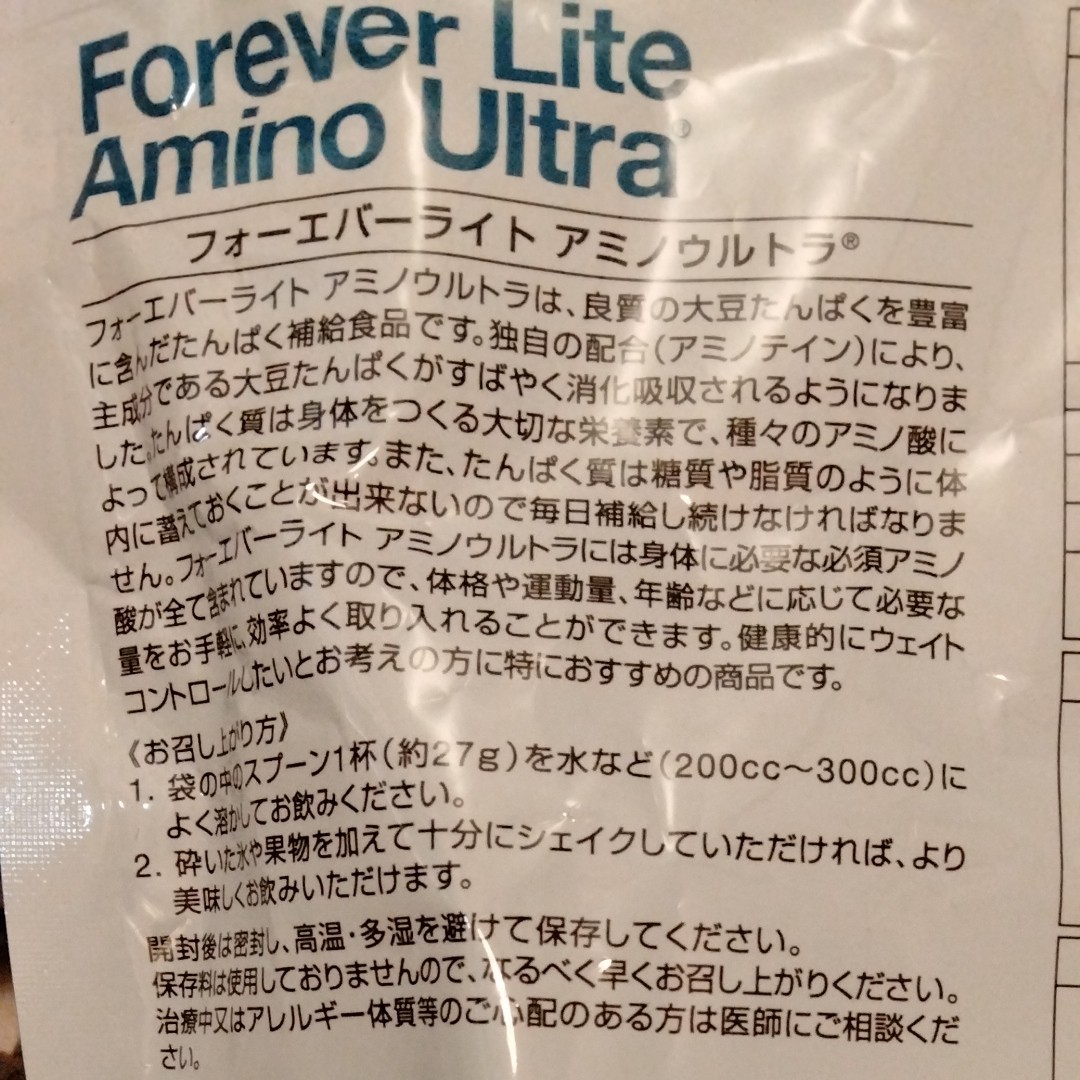 Forever Lite
Amino Ultra®
フォーエバーライト アミノウルトラ®
フォーエバーライト アミノウルトラは、良質の大豆たんぱくを豊富
に含んだたんぱく補給食品です。独自の配合(アミノテイン)により、
主成分である大豆たんぱくがすばやく消化吸収されるようになりま
した。たんぱく質は身体をつくる大切な栄養素で、種々のアミノ酸に
よって構成されています。また、たんぱく質は糖質や脂質のように体
内に蓄えておくことが出来ないので毎日補給し続けなければなりま
せん。フォーエバーライト アミノウルトラには身体に必要な必須アミノ
酸が全て含まれていますので、体格や運動量、年齢などに応じて必要な
量をお手軽に、効率よく取り入れることができます。健康的にウェイト
コントロールしたいとお考えの方に特におすすめの商品です。
《お召し上がり方》
1. 袋の中のスプーン1杯(約27g)を水など(200cc〜300cc)に
よく溶かしてお飲みください。
2. 砕いた氷や果物を加えて十分にシェイクしていただければ、より
美味しくお飲みいただけます。
開封後は密封し、高温・多湿を避けて保存してください。
保存料は使用しておりませんので、なるべく早くお召し上がりください。
治療中又はアレルギー体質等のご心配のある方は医師にご相談くだ
さい。